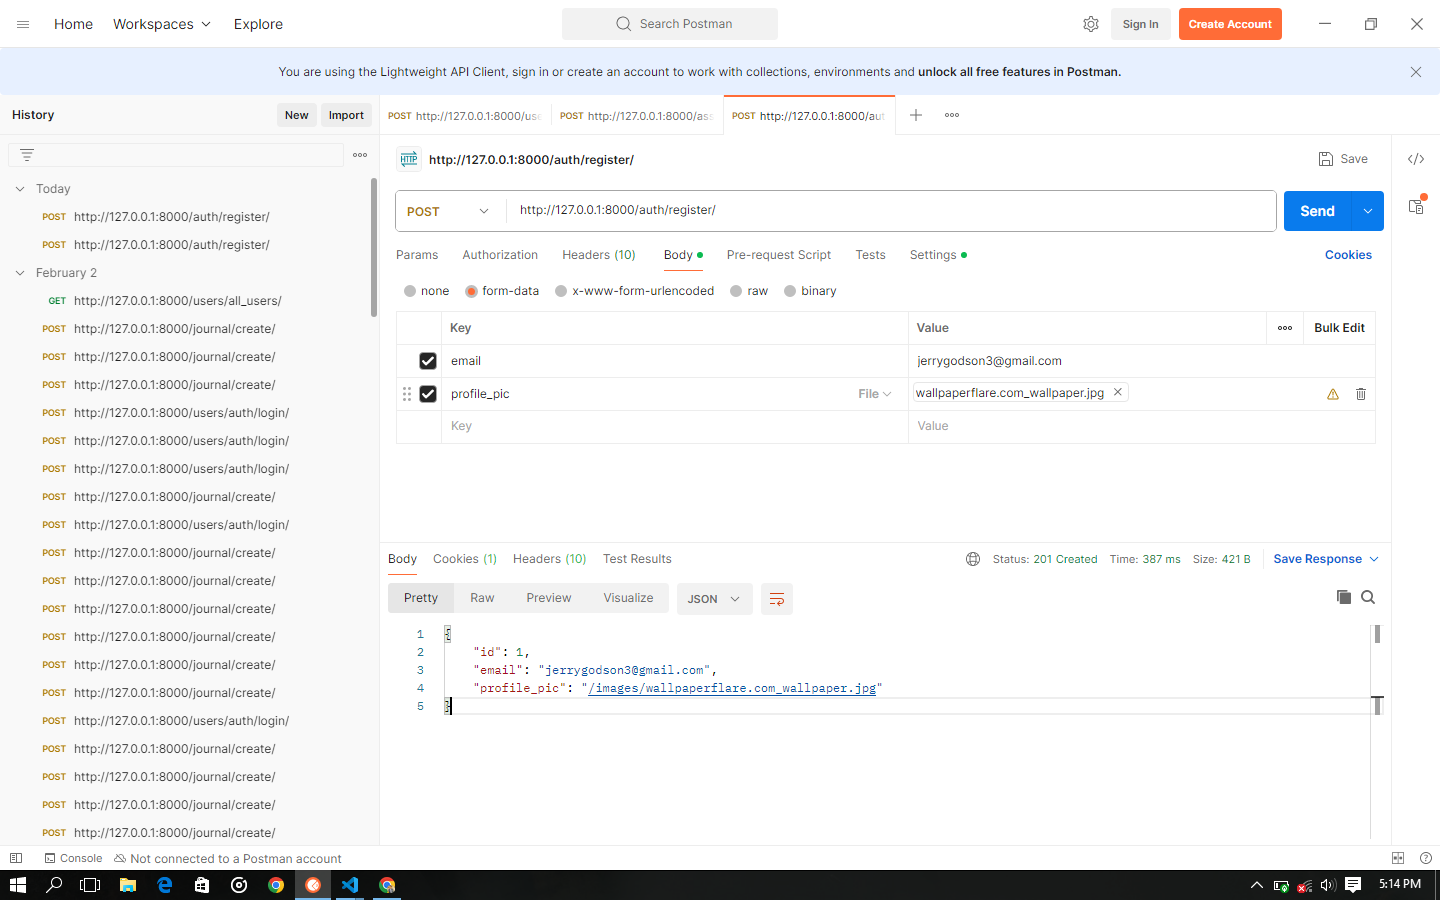 Home
Workspaces
Explore
Search Postman
Sign In
Create Account
You are using the Lightweight API Client, sign in or create an account to work with collections, environments and unlock all free features in Postman.
History
New
Import
POST http://127.0.0.1:8000/use
POST http://127.0.0.1:8000/ass
POST http://127.0.0.1:8000/aut
HTTP http://127.0.0.1:8000/auth/register/
Save
Today
POST http://127.0.0.1:8000/auth/register/
POST http://127.0.0.1:8000/auth/register/
February 2
GET http://127.0.0.1:8000/users/all_users/
POST http://127.0.0.1:8000/journal/create/
POST http://127.0.0.1:8000/journal/create/
POST http://127.0.0.1:8000/journal/create/
POST http://127.0.0.1:8000/users/auth/login/
POST http://127.0.0.1:8000/users/auth/login/
POST http://127.0.0.1:8000/users/auth/login/
POST http://127.0.0.1:8000/journal/create/
POST http://127.0.0.1:8000/users/auth/login/
POST http://127.0.0.1:8000/journal/create/
POST http://127.0.0.1:8000/journal/create/
POST http://127.0.0.1:8000/journal/create/
POST http://127.0.0.1:8000/journal/create/
POST http://127.0.0.1:8000/journal/create/
POST http://127.0.0.1:8000/journal/create/
POST http://127.0.0.1:8000/users/auth/login/
POST http://127.0.0.1:8000/journal/create/
POST http://127.0.0.1:8000/journal/create/
POST http://127.0.0.1:8000/journal/create/
POST http://127.0.0.1:8000/journal/create/
POST
http://127.0.0.1:8000/auth/register/
Send
Params
Authorization
Headers (10)
Body
Pre-request Script
Tests
Settings
Cookies
none
form-data
x-www-form-urlencoded
raw
binary
Key
Value
Bulk Edit
email
jerrygodson3@gmail.com
profile_pic
File
wallpaperflare.com_wallpaper.jpg
Key
Value
Body
Cookies (1)
Headers (10)
Test Results
Status: 201 Created
Time: 387 ms
Size: 421 B
Save Response
Pretty
Raw
Preview
Visualize
JSON
1 {
2 "id": 1,
3 "email": "jerrygodson3@gmail.com",
4 "profile_pic": "/images/wallpaperflare.com_wallpaper.jpg"
5 }
Console
Not connected to a Postman account
5:14 PM